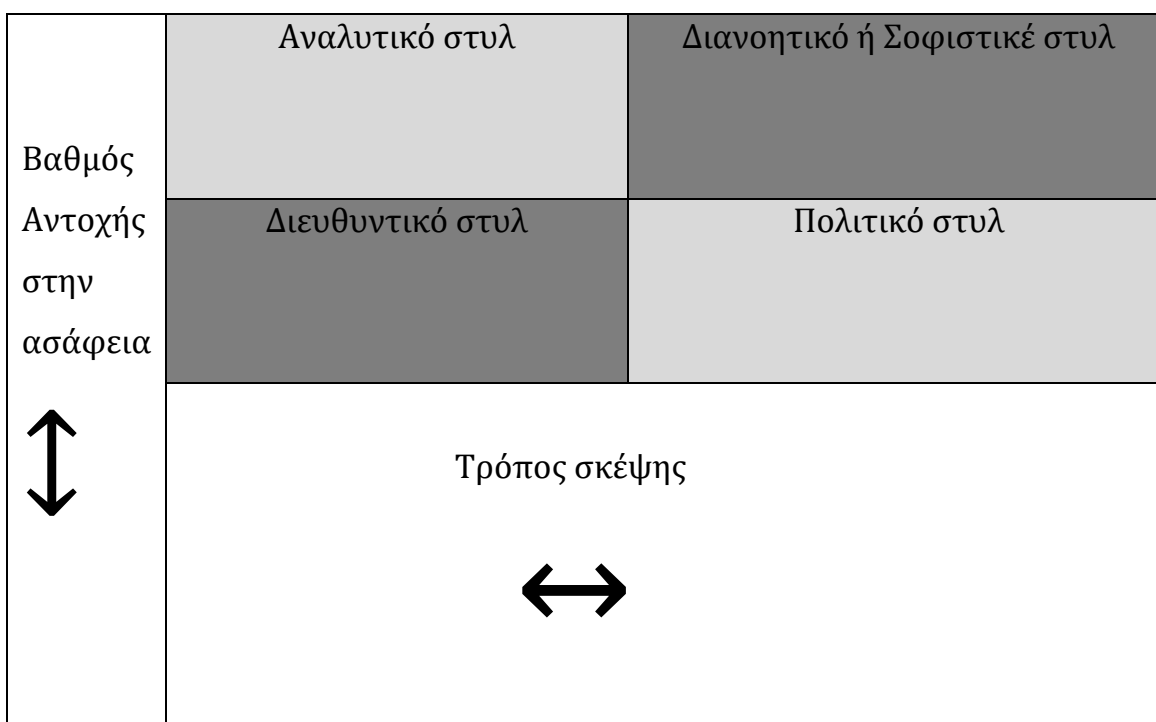 Αναλυτικό στυλ
Διανοητικό ή Σοφιστικέ στυλ
Βαθμός
Αντοχής
στην
ασάφεια
Διευθυντικό στυλ
Πολιτικό στυλ
Τρόπος σκέψης